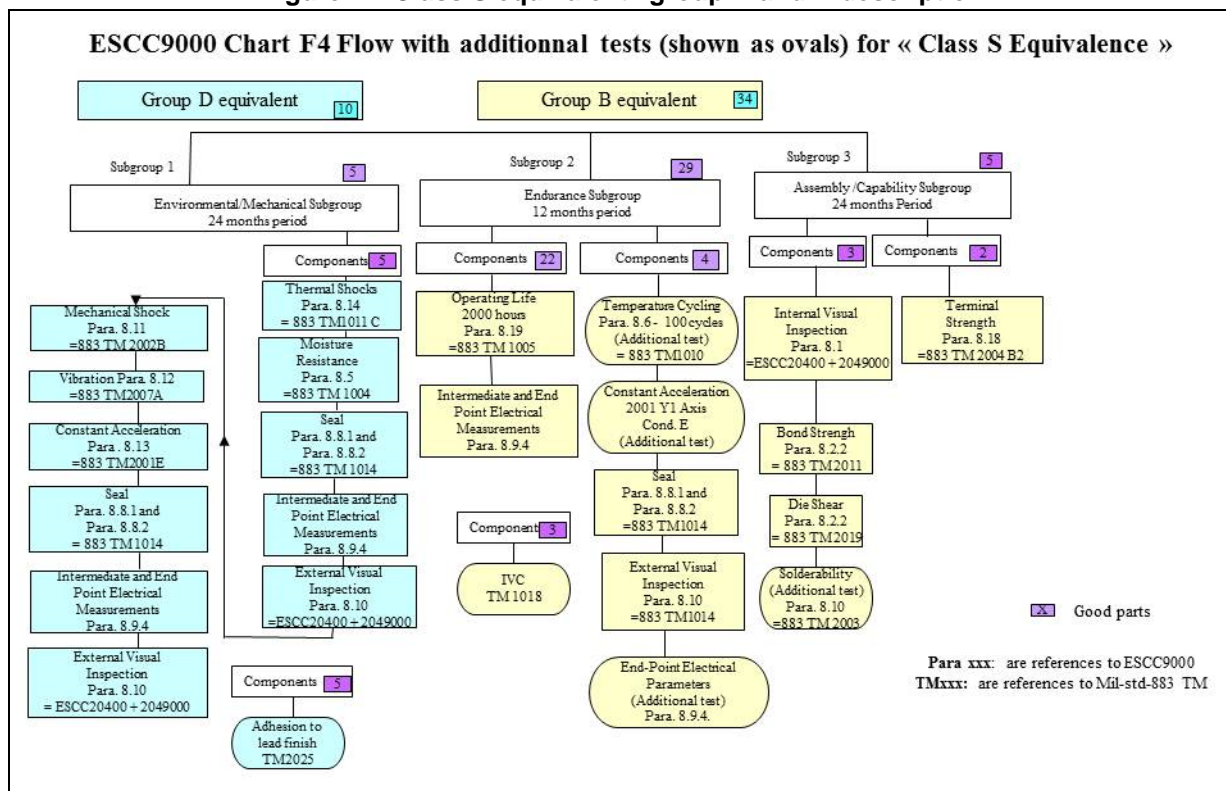 ESCC9000 Chart F4 Flow with additionnal tests (shown as ovals) for « Class S Equivalence »
Group D equivalent
10
Group B equivalent
34
Subgroup 1
5
Environmental/Mechanical Subgroup
24 months period
Subgroup 2
29
Endurance Subgroup
12 months period
Subgroup 3
5
Assembly /Capability Subgroup
24 months Period
Components 5
Components 22
Components 4
Components 3
Components 2
Mechanical Shock
Para. 8.11
=883 TM 2002B
Vibration Para. 8.12
=883 TM2007A
Constant Acceleration
Para . 8.13
=883 TM2001E
Seal
Para. 8.8.1 and
Para. 8.8.2
= 883 TM1014
Intermediate and End
Point Electrical
Measurements
Para. 8.9.4
External Visual
Inspection
Para. 8.10
= ESCC20400 + 2049000
Thermal Shocks
Para. 8.14
= 883 TM1011 C
Moisture
Resistance
Para. 8.5
=883 TM 1004
Seal
Para. 8.8.1 and
Para. 8.8.2
=883 TM 1014
Intermediate and End
Point Electrical
Measurements
Para. 8.9.4
External Visual
Inspection
Para. 8.10
=ESCC20400 + 2049000
Components 5
Adhesion to
lead finish
TM2025
Operating Life
2000 hours
Para. 8.19
=883 TM 1005
Intermediate and End
Point Electrical
Measurements
Para. 8.9.4
Component 3
IVC
TM 1018
Temperature Cycling
Para. 8.6 - 100 cycles
(Additional test)
= 883 TM1010
Constant Acceleration
2001 Y1 Axis
Cond. E
(Additional test)
Seal
Para. 8.8.1 and
Para. 8.8.2
=883 TM1014
External Visual
Inspection
Para. 8.10
=883 TM1014
End-Point Electrical
Parameters
(Additional test)
Para. 8.9.4.
Internal Visual
Inspection
Para. 8.1
=ESCC20400 + 2049000
Bond Strengh
Para. 8.2.2
= 883 TM2011
Die Shear
Para. 8.2.2
= 883 TM2019
Solderability
(Additional test)
Para. 8.10
=883 TM 2003
Terminal
Strength
Para. 8.18
=883 TM 2004 B2
X Good parts
Para xxx: are references to ESCC9000
TMxxx: are references to Mil-std-883 TM